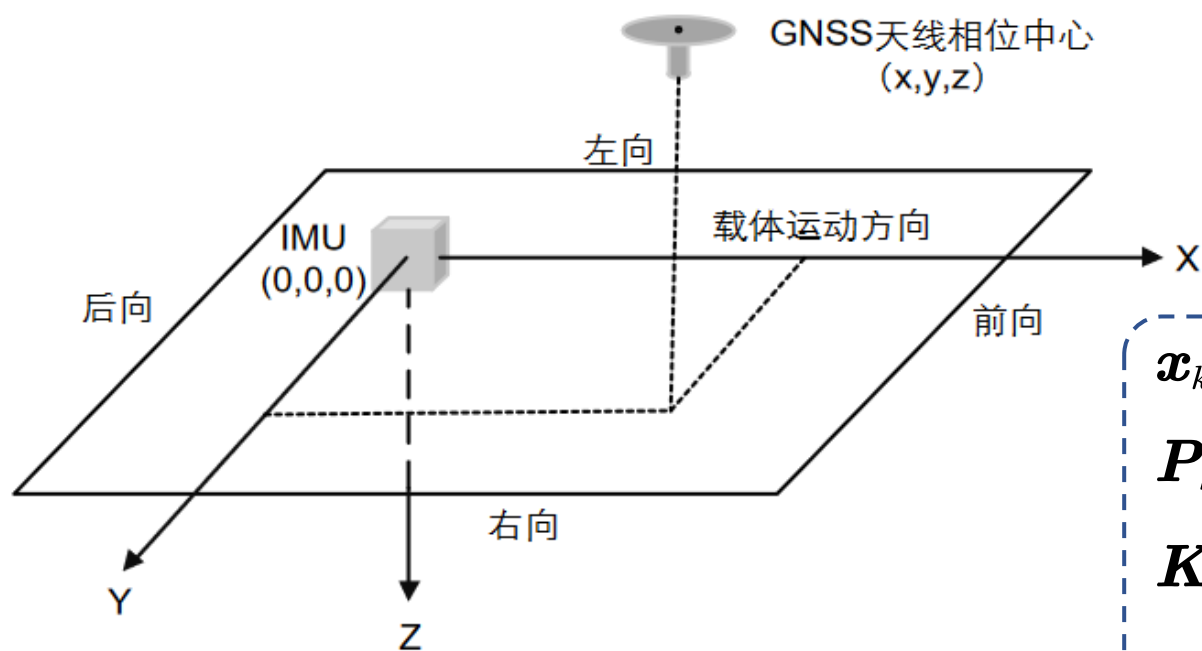 GNSS天线相位中心
（x,y,z）
左向
载体运动方向
IMU
(0,0,0)
X
后向
前向
x_k
P
K
右向
Y
Z